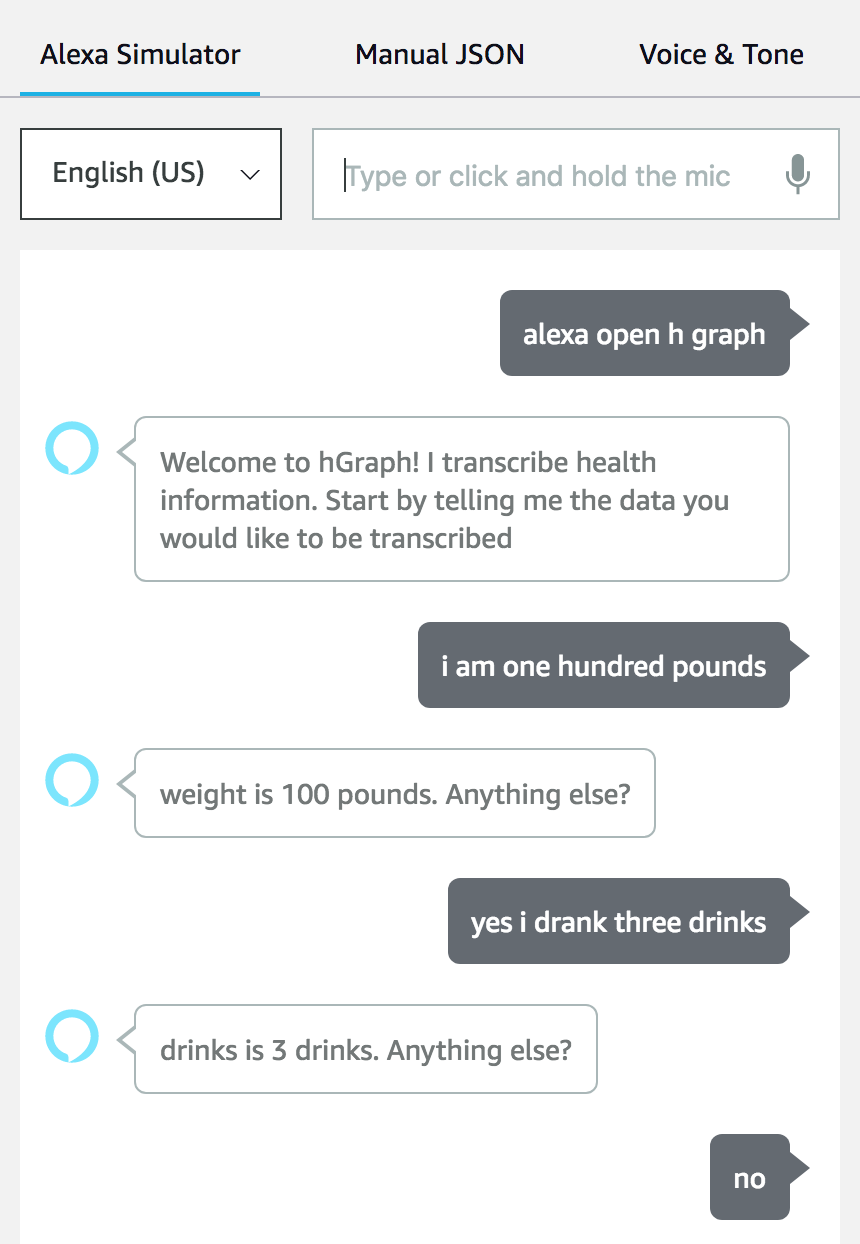 Alexa Simulator
Manual JSON
Voice & Tone
English (US)
Type or click and hold the mic
alexa open h graph
Welcome to hGraph! I transcribe health
information. Start by telling me the data you
would like to be transcribed
i am one hundred pounds
weight is 100 pounds. Anything else?
yes i drank three drinks
drinks is 3 drinks. Anything else?
no